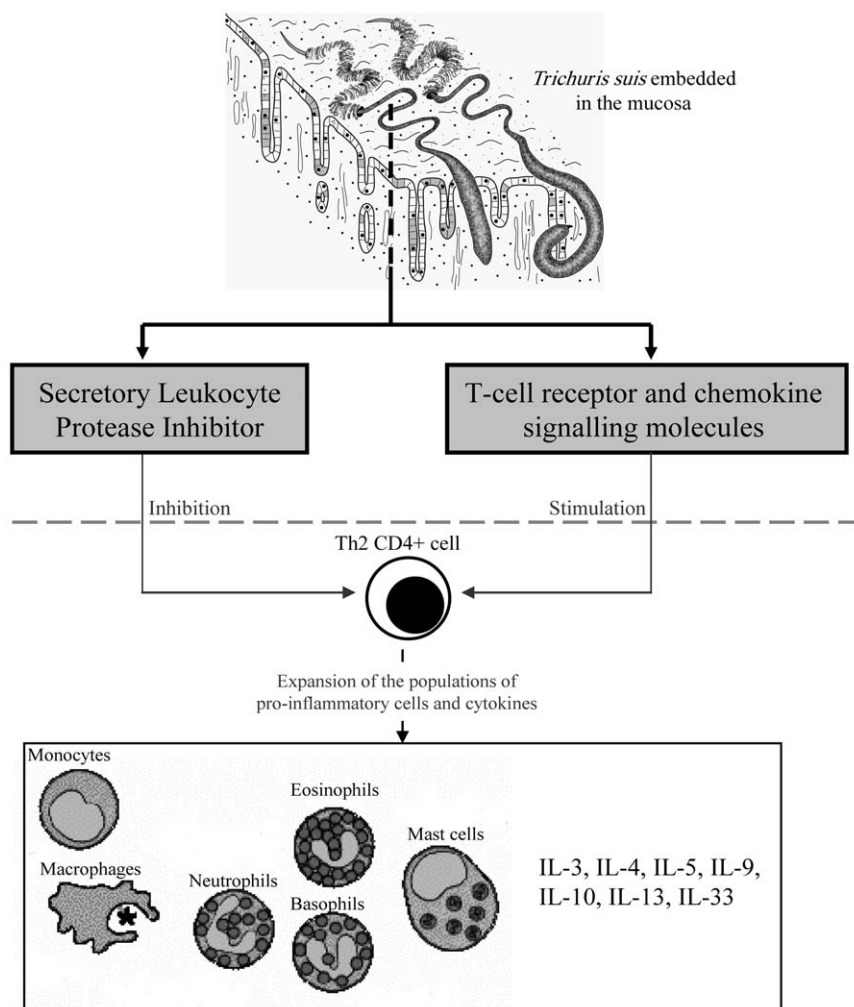 Trichuris suis embedded
in the mucosa
Secretory Leukocyte
Protease Inhibitor
T-cell receptor and chemokine
signalling molecules
Inhibition
Stimulation
Th2 CD4+ cell
Expansion of the populations of
pro-inflammatory cells and cytokines
Monocytes
Eosinophils
Mast cells
Macrophages
Neutrophils
Basophils
IL-3, IL-4, IL-5, IL-9,
IL-10, IL-13, IL-33